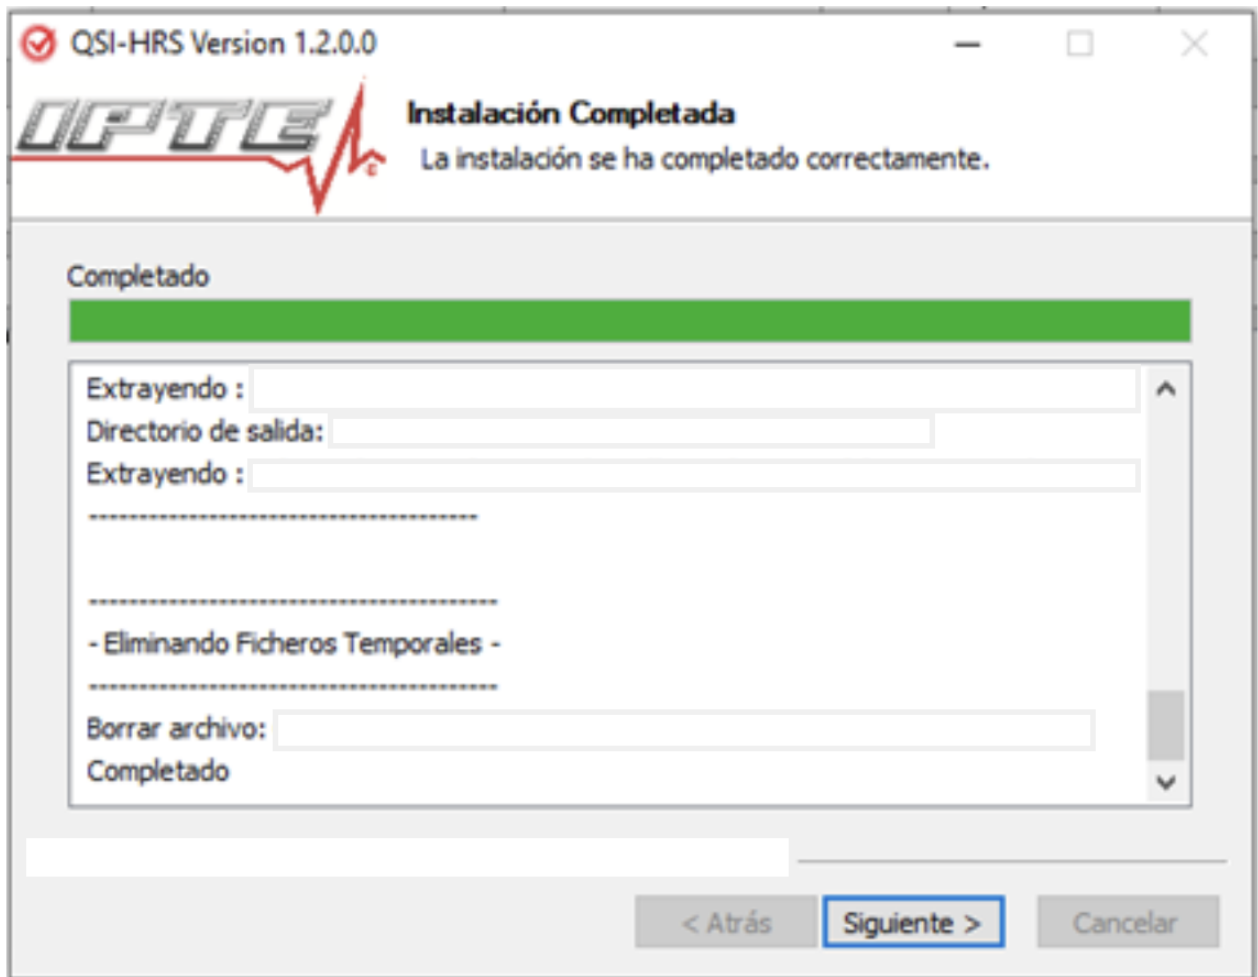 QSI-HRS Version 1.2.0.0
IPTE
Instalación Completada
La instalación se ha completado correctamente.
Completado
Extrayendo :
Directorio de salida:
Extrayendo :
---------------------------------------
-----------------------------------------
- Eliminando Ficheros Temporales -
-----------------------------------------
Borrar archivo:
Completado
< Atrás
Siguiente >
Cancelar